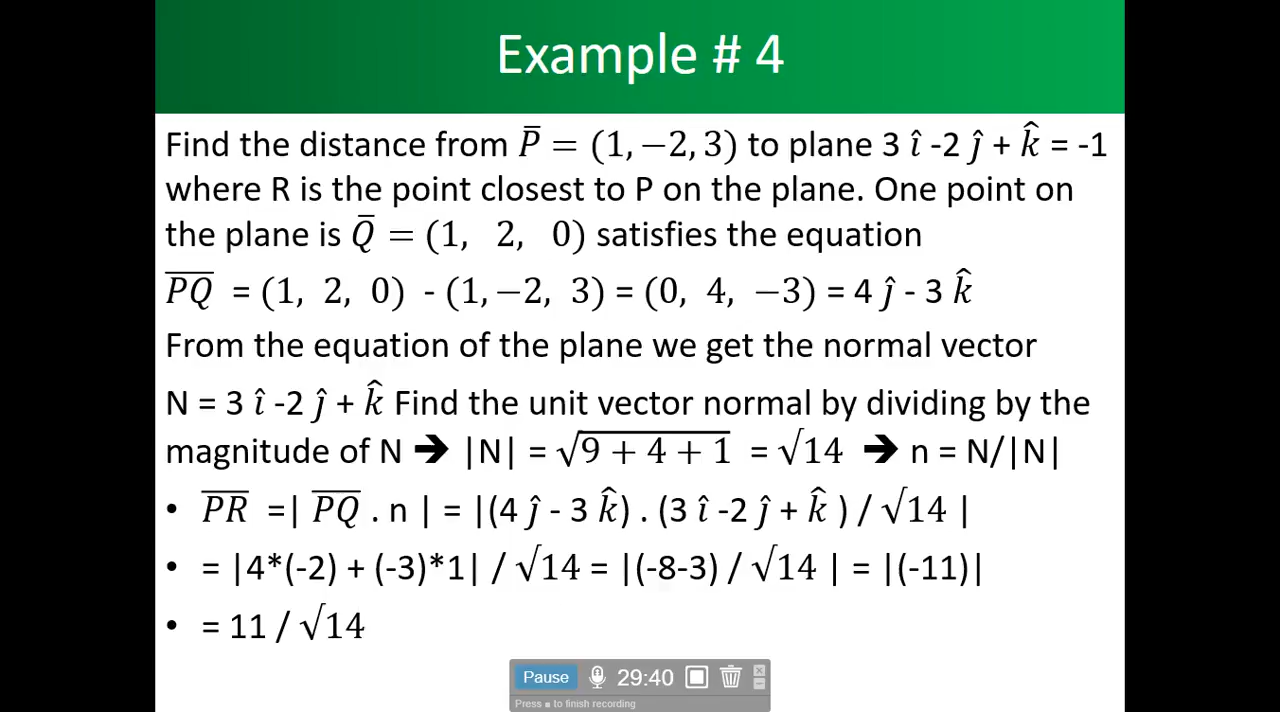 Example # 4
Find the distance from P̅ = (1, −2, 3) to plane 3 î -2 ĵ + k̂ = -1
where R is the point closest to P on the plane. One point on
the plane is Q̅ = (1, 2, 0) satisfies the equation
P̅Q̅ = (1, 2, 0) - (1, −2, 3) = (0, 4, −3) = 4 ĵ - 3 k̂
From the equation of the plane we get the normal vector
N = 3 î -2 ĵ + k̂ Find the unit vector normal by dividing by the
magnitude of N ➔ |N| = √(9 + 4 + 1) = √14 ➔ n = N/|N|
• P̅R̅ =| P̅Q̅ . n | = |(4 ĵ - 3 k̂) . (3 î -2 ĵ + k̂ ) / √14 |
• = |4*(-2) + (-3)*1| / √14 = |(-8-3) / √14 | = |(-11)|
• = 11 / √14
Pause 29:40
Press ■ to finish recording